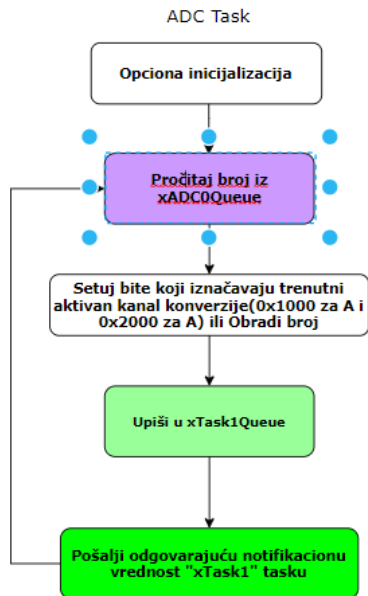 ADC Task
Opciona inicijalizacija
Pročitaj broj iz
xADC0Queue
Setuj bite koji iznačavaju trenutni
aktivan kanal konverzije(0x1000 za A i
0x2000 za A) ili Obradi broj
Upiši u xTask1Queue
Pošalji odgovarajuću notifikacionu
vrednost "xTask1" tasku